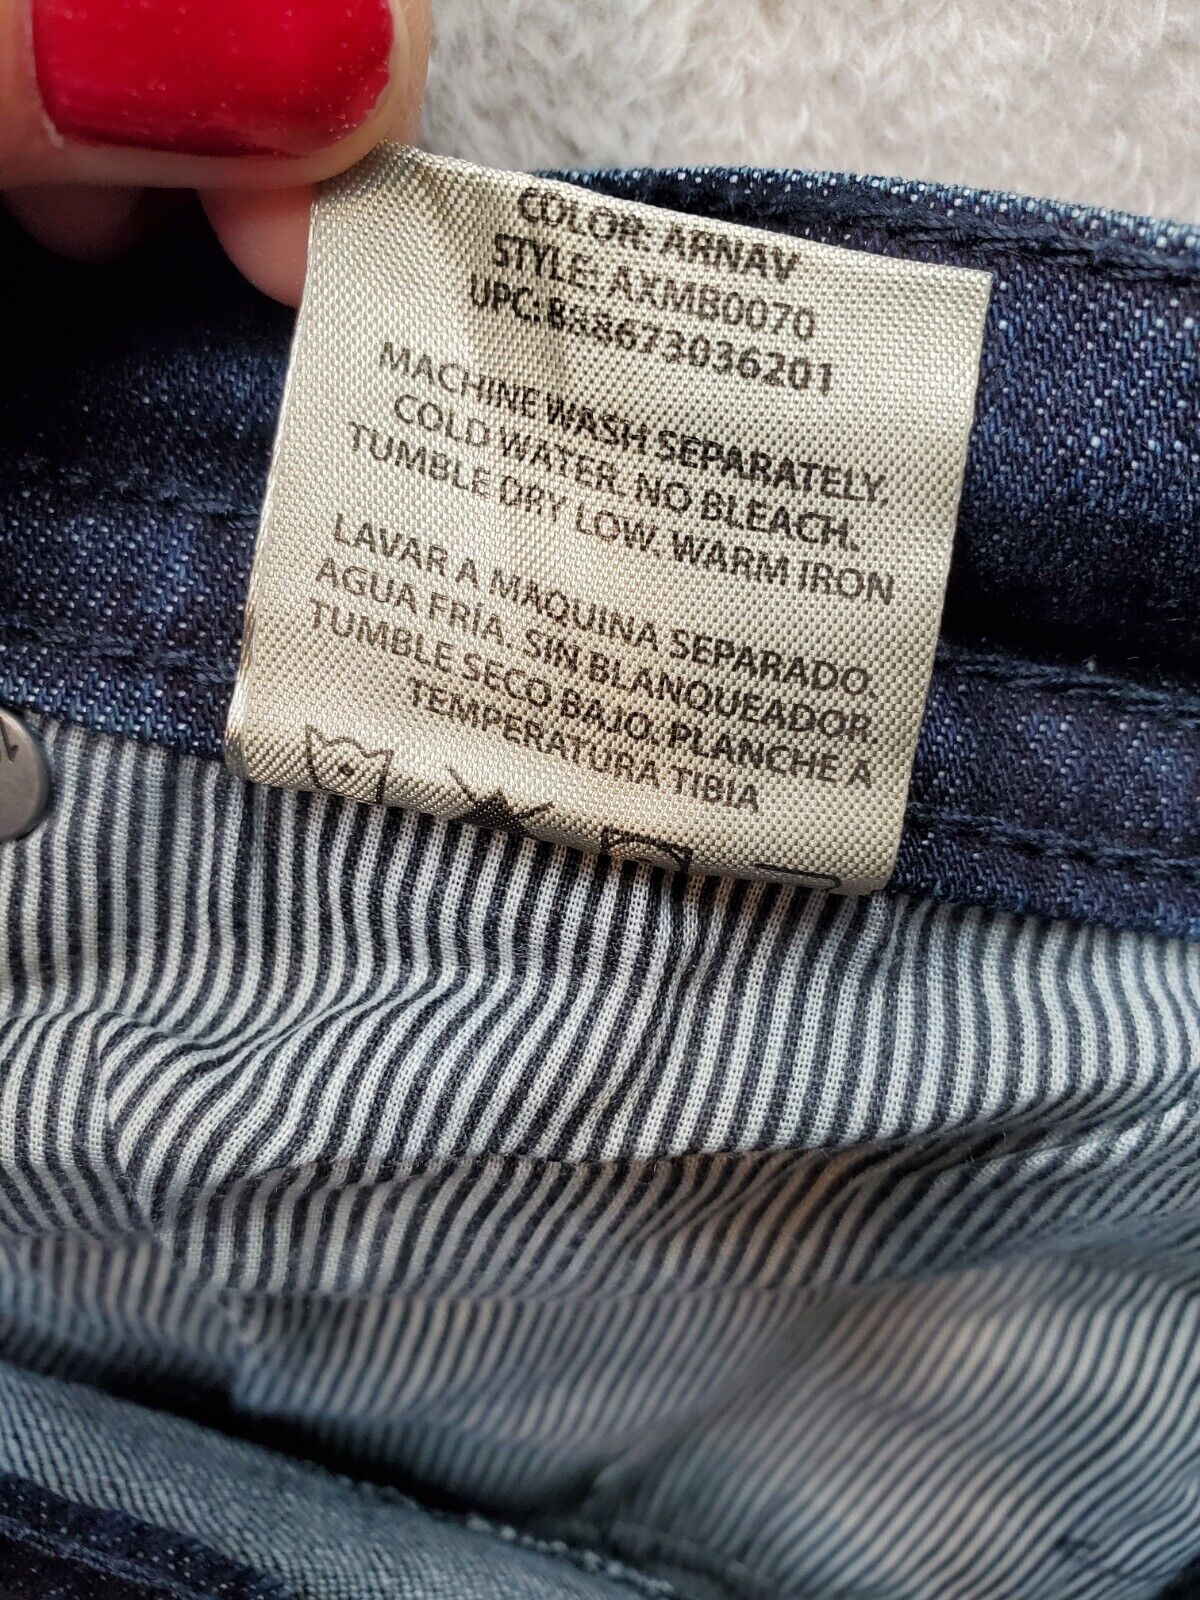 COLOR: ARNAV
STYLE: AXMB0070
UPC:888673036201
MACHINE WASH SEPARATELY.
COLD WATER. NO BLEACH.
TUMBLE DRY LOW. WARM IRON
LAVAR A MAQUINA SEPARADO.
AGUA FRÍA. SIN BLANQUEADOR
TUMBLE SECO BAJO. PLANCHE A
TEMPERATURA TIBIA